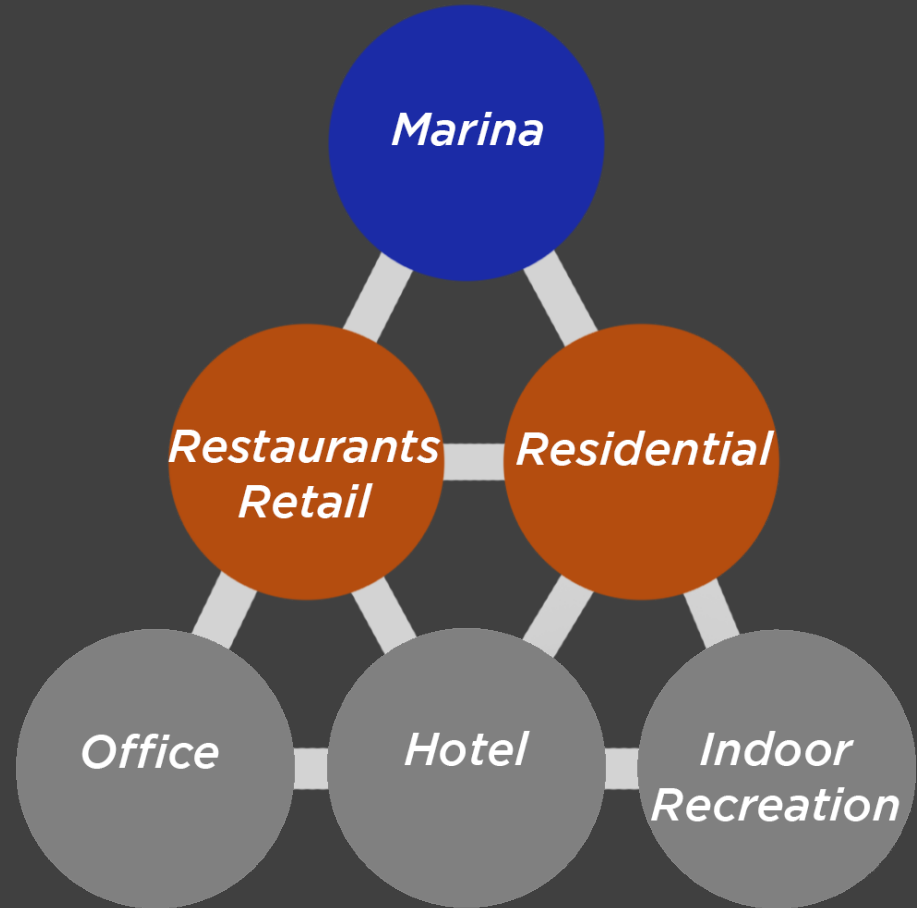 Marina
Restaurants
Retail
Residential
Office
Hotel
Indoor
Recreation